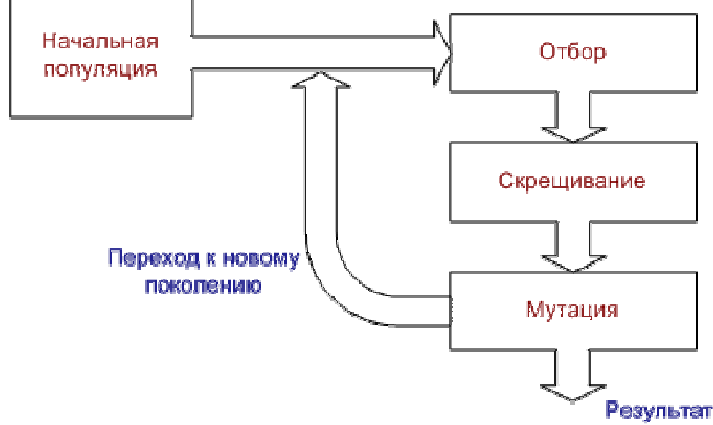 Начальная
популяция
Отбор
Скрещивание
Переход к новому
поколению
Мутация
Результат